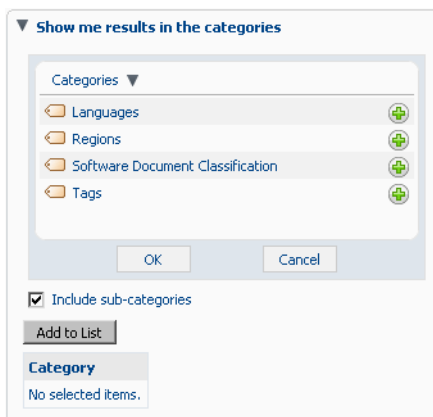 Show me results in the categories
Categories
Languages
Regions
Software Document Classification
Tags
OK Cancel
Include sub-categories
Add to List
Category
No selected items.